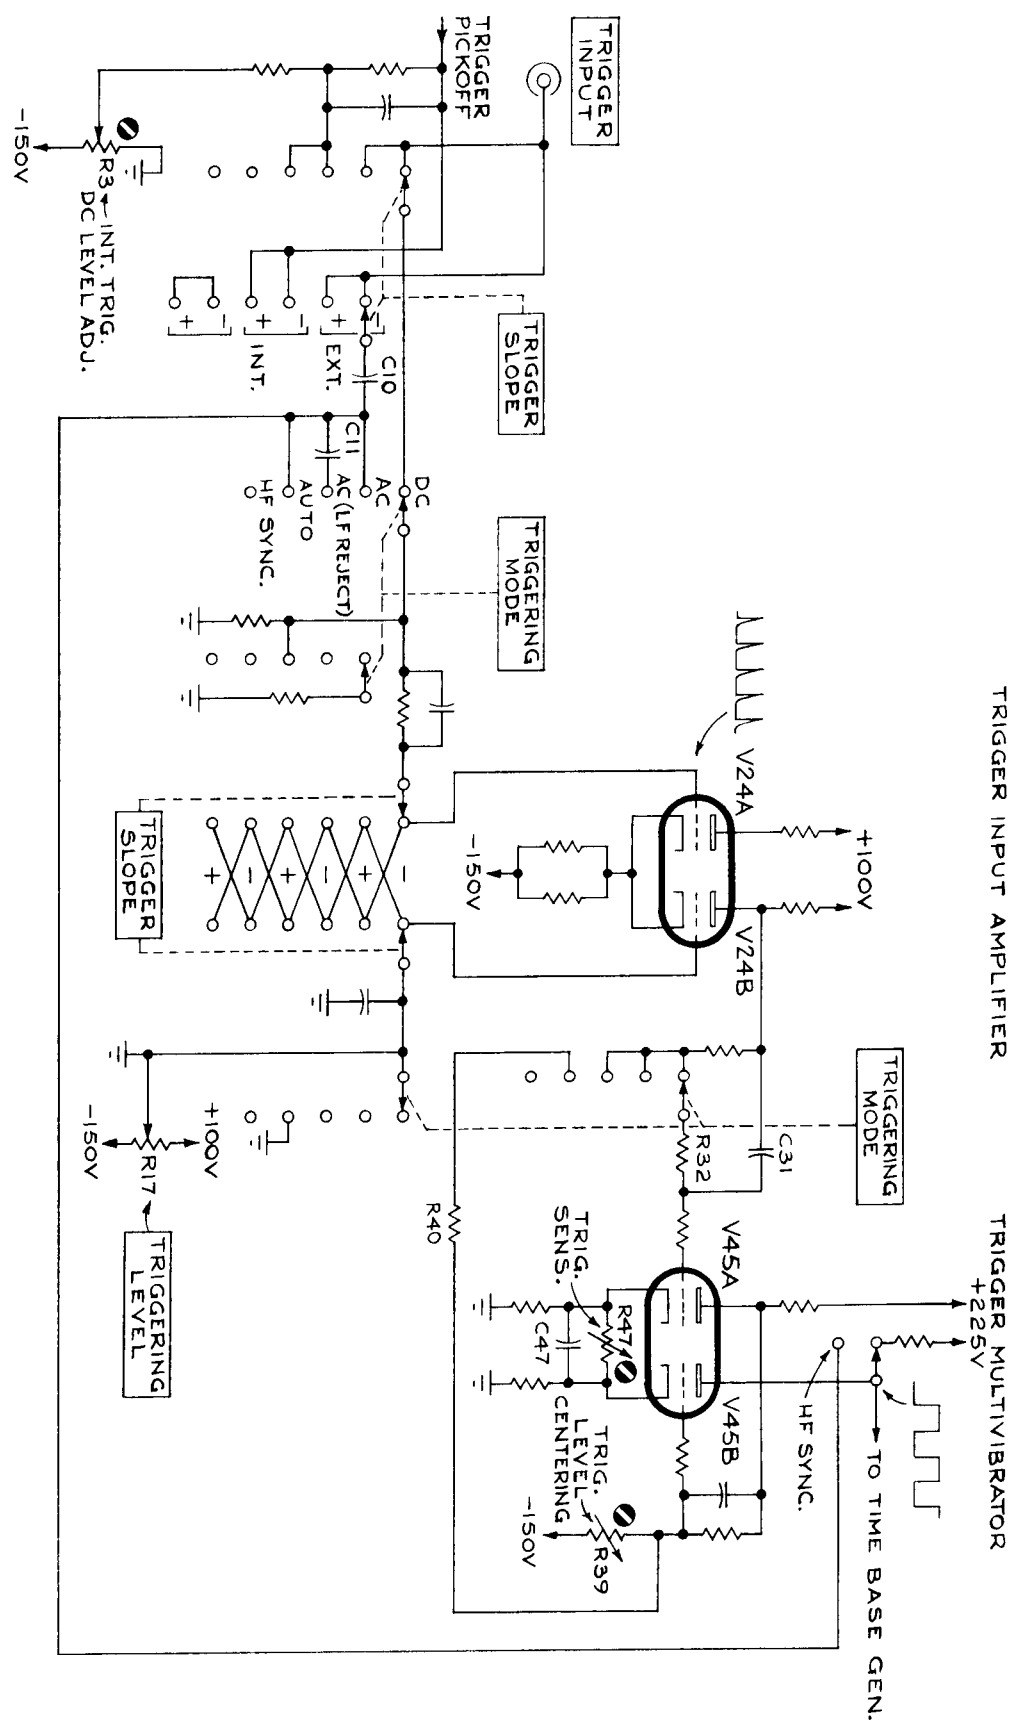 TRIGGER INPUT AMPLIFIER
TRIGGER MULTIVIBRATOR
TRIGGER
INPUT
TRIGGER
PICKOFF
-150V
R3
INT. TRIG.
DC LEVEL ADJ.
TRIGGER
SLOPE
-
+
EXT.
-
+
INT.
-
+
C10
C11
DC
AC
AC (LF REJECT)
AUTO
HF SYNC.
TRIGGERING
MODE
V24A
V24B
+100V
-150V
TRIGGER
SLOPE
-
+
-
+
-
+
TRIGGERING
MODE
C31
R32
R40
+100V
R17
-150V
TRIGGERING
LEVEL
V45A
V45B
+225V
HF SYNC.
TO TIME BASE GEN.
TRIG.
SENS.
R47
C47
TRIG.
LEVEL
CENTERING
R39
-150V